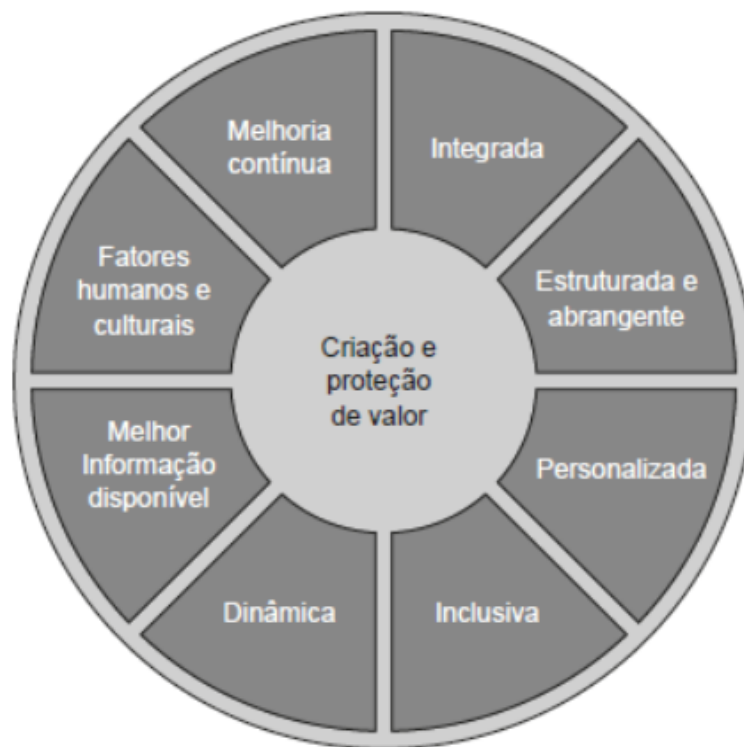 Melhoria
contínua
Integrada
Fatores
humanos e
culturais
Estruturada e
abrangente
Criação e
proteção
de valor
Melhor
Informação
disponível
Personalizada
Dinâmica
Inclusiva